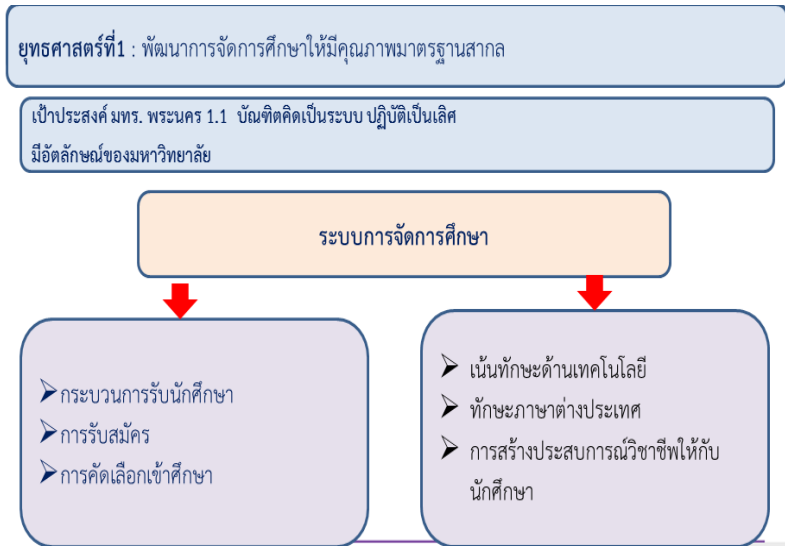 ยุทธศาสตร์ที่1 : พัฒนาการจัดการศึกษาให้มีคุณภาพมาตรฐานสากล
เป้าประสงค์ มทร. พระนคร 1.1 บัณฑิตคิดเป็นระบบ ปฏิบัติเป็นเลิศ
มีอัตลักษณ์ของมหาวิทยาลัย
ระบบการจัดการศึกษา
กระบวนการรับนักศึกษา
การรับสมัคร
การคัดเลือกเข้าศึกษา
เน้นทักษะด้านเทคโนโลยี
ทักษะภาษาต่างประเทศ
การสร้างประสบการณ์วิชาชีพให้กับ
นักศึกษา